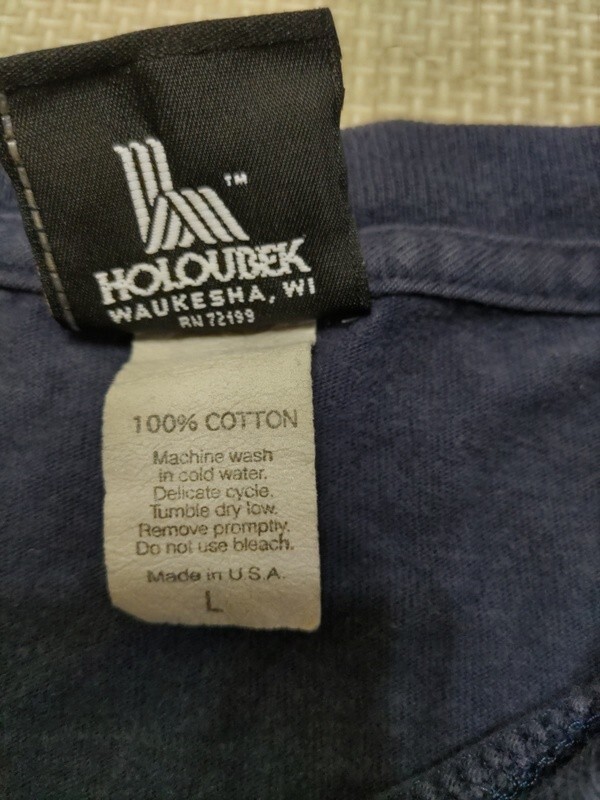 TM
HOLOUBEK
WAUKESHA, WI
RN 72199
100% COTTON
Machine wash
in cold water.
Delicate cycle.
Tumble dry low.
Remove promptly.
Do not use bleach.
Made in U.S.A.
L